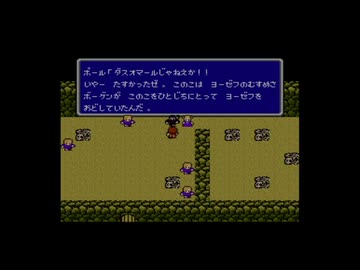 ポール「ダスオマールじゃねえか!!
いやー たすかったぜ。このこは ヨーゼフのむすめさ
ボーゲンが このこをひとじちにとって ヨーゼフを
おどしていたんだ。